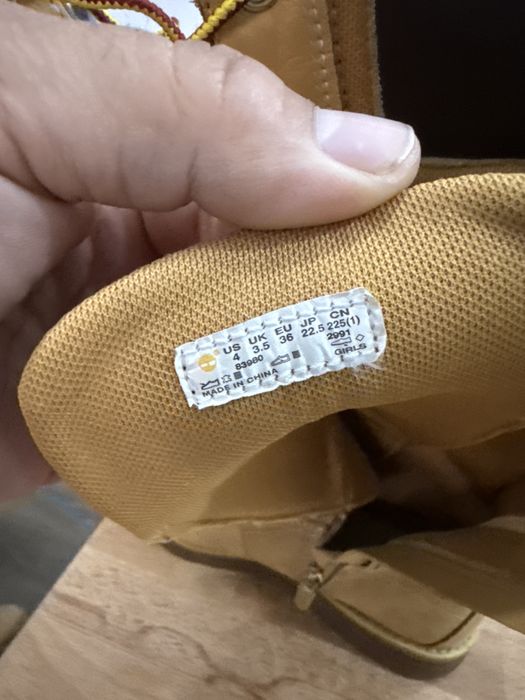 US UK EU JP CN
4 3.5 36 22.5 225(1)
83980 2991
GIRLS
MADE IN CHINA